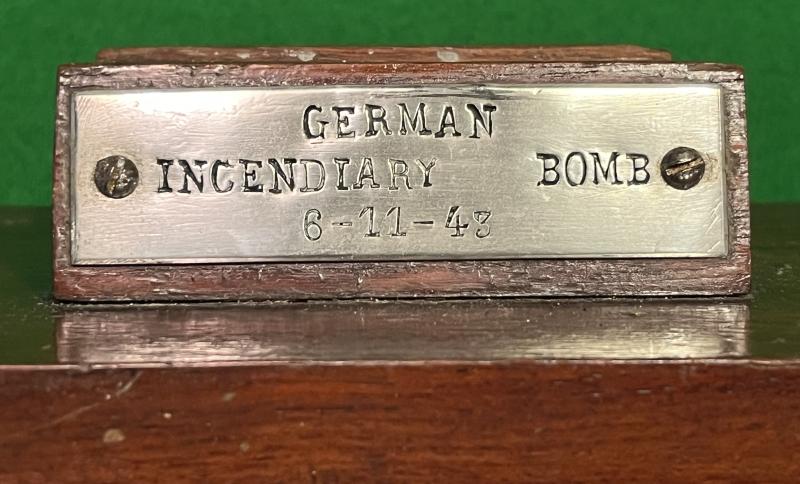 GERMAN
INCENDIARY BOMB
6-11-43